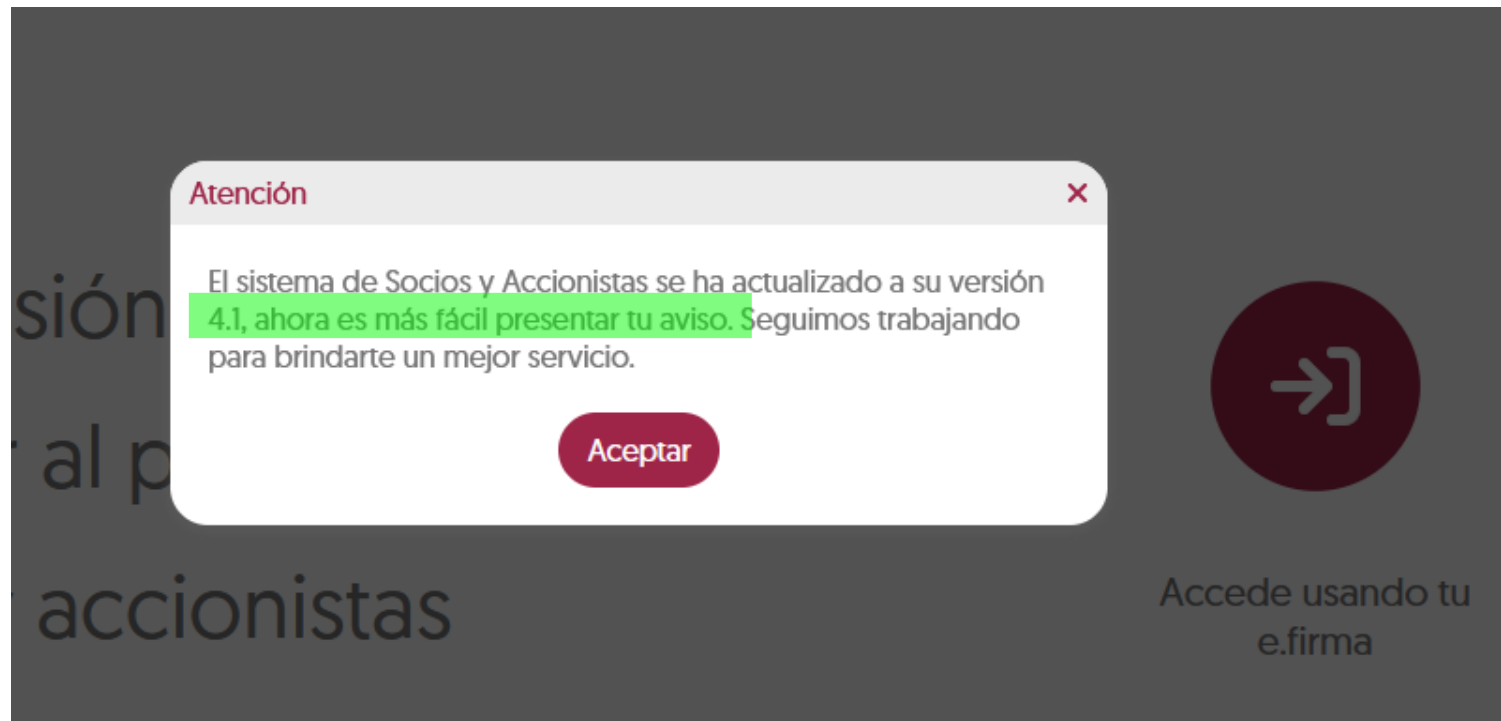 Atención
El sistema de Socios y Accionistas se ha actualizado a su versión
4.1, ahora es más fácil presentar tu aviso. Seguimos trabajando
para brindarte un mejor servicio.
Aceptar
sión
al p
accionistas
Accede usando tu
e.firma